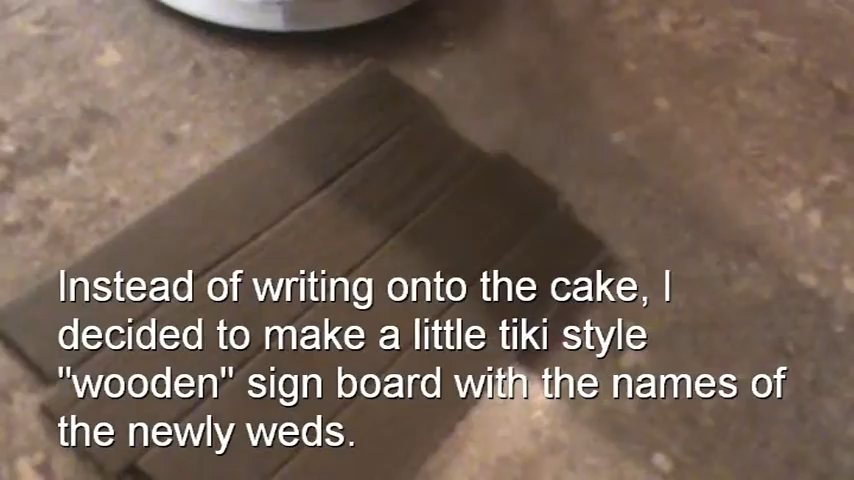 Instead of writing onto the cake, I
decided to make a little tiki style
"wooden" sign board with the names of
the newly weds.